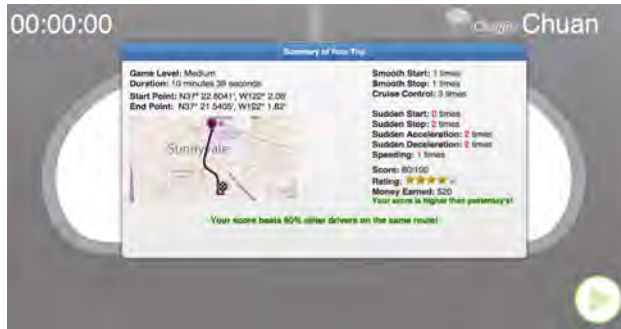 00:00:00
Chuan
Summary of Your Trip
Game Level: Medium
Duration: 10 minutes 39 seconds
Start Point: N37° 22.6041', W122° 2.08'
End Point: N37° 21.5405', W122° 1.82'
Sunnyvale
Smooth Start: 1 times
Smooth Stop: 1 times
Cruise Control: 3 times
Sudden Start: 0 times
Sudden Stop: 2 times
Sudden Acceleration: 2 times
Sudden Deceleration: 2 times
Speeding: 1 times
Score: 80/100
Rating:
Money Earned: 520
Your score is higher than yesterday's!
Your score beats 60% other drivers on the same route!